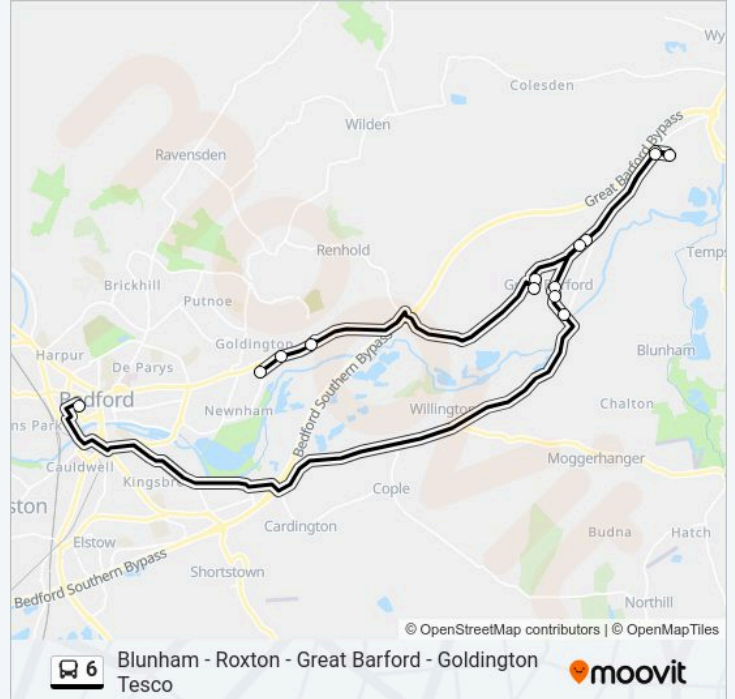 Wy
Colesden
Wilden
Great Barford Bypass
Ravensden
Renhold
Temps
Great Barford
Brickhill
Putnoe
Goldington
Harpur
De Parys
Blunham
Bedford Southern Bypass
Bedford
Newnham
Willington
Chalton
ns Park
Cauldwell
Moggerhanger
Kingsbr
Cople
ston
Cardington
Budna
Hatch
Elstow
Bedford Southern Bypass
Shortstown
Northill
© OpenStreetMap contributors | © OpenMapTiles
6
Blunham - Roxton - Great Barford - Goldington
Tesco
moovit